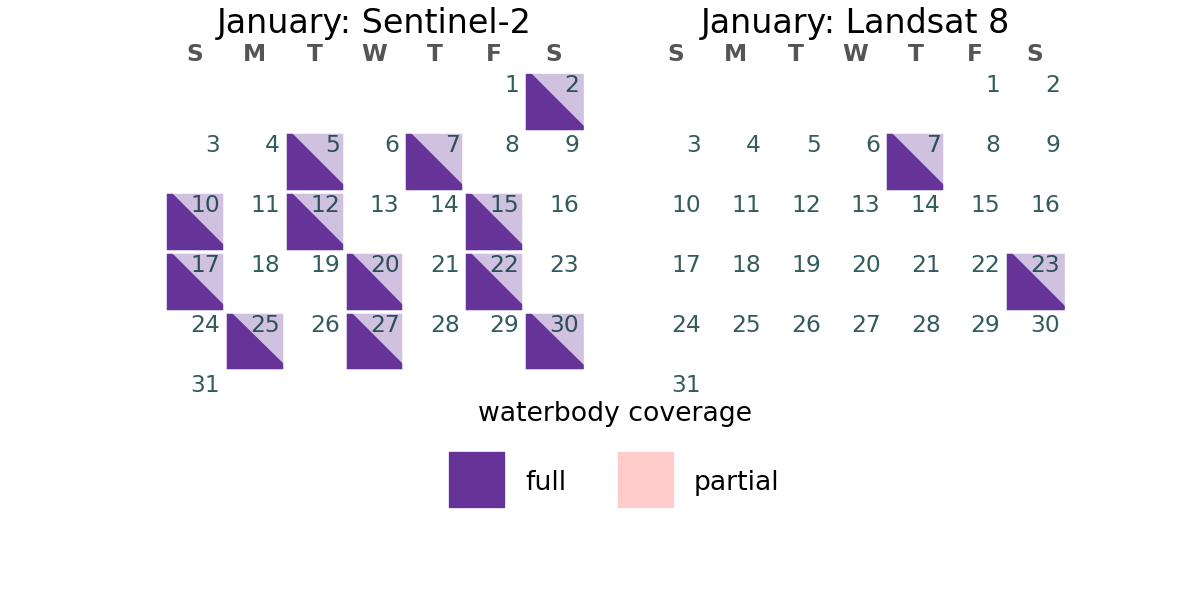 January: Sentinel-2
S M T W T F S
1 2
3 4 5 6 7 8 9
10 11 12 13 14 15 16
17 18 19 20 21 22 23
24 25 26 27 28 29 30
31
January: Landsat 8
S M T W T F S
1 2
3 4 5 6 7 8 9
10 11 12 13 14 15 16
17 18 19 20 21 22 23
24 25 26 27 28 29 30
31
waterbody coverage
full partial